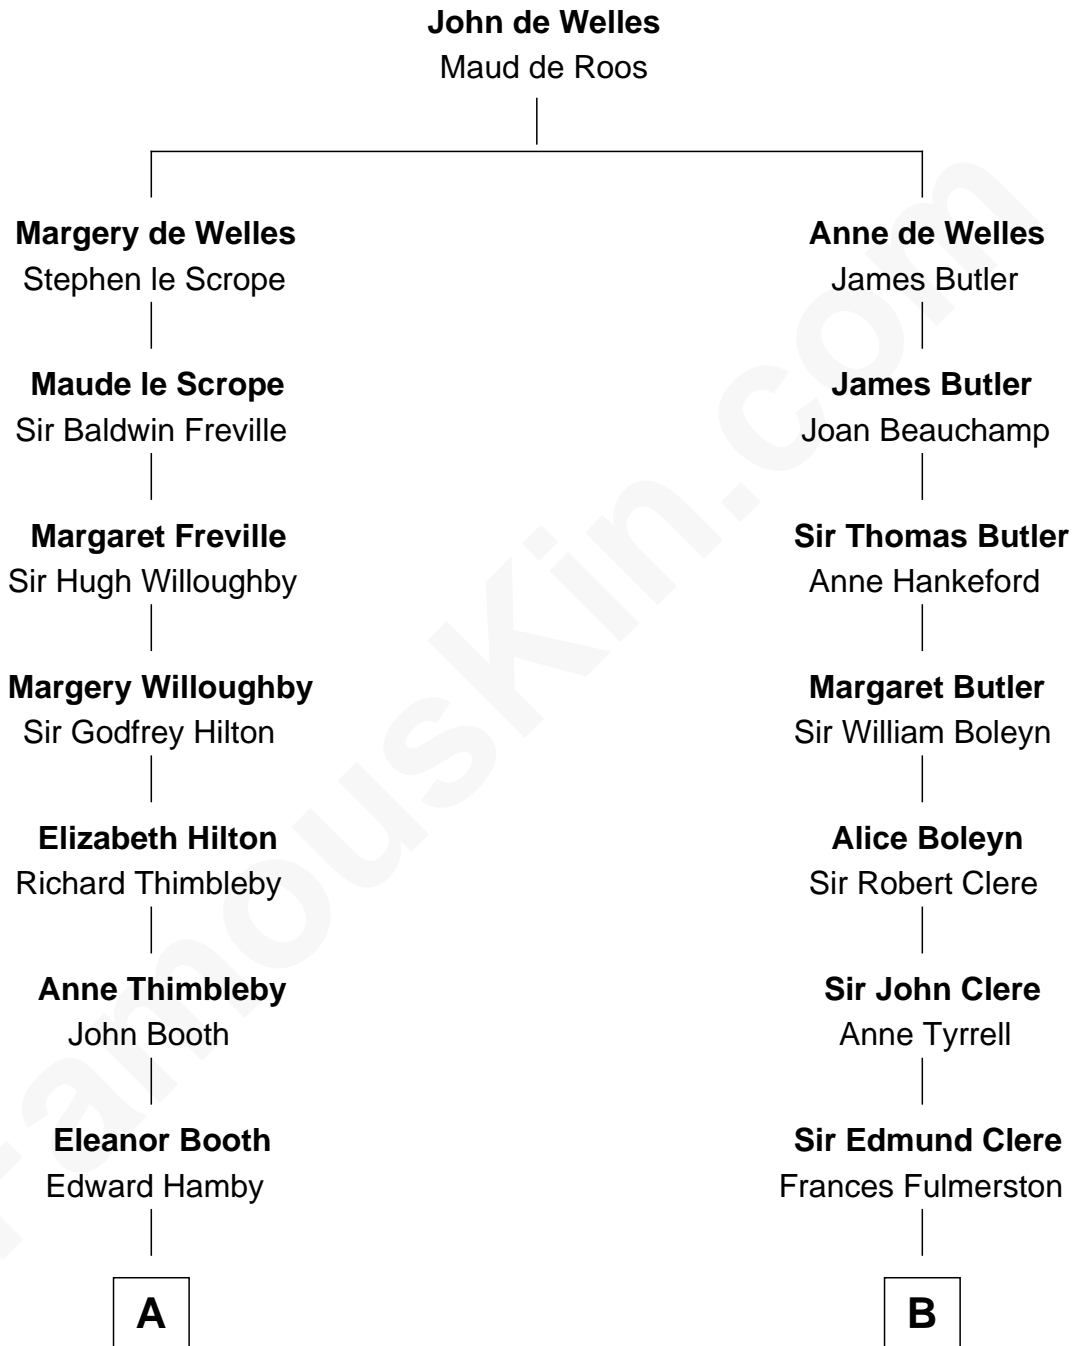 John de Welles
Maud de Roos
Margery de Welles
Stephen le Scrope
Anne de Welles
James Butler
Maude le Scrope
Sir Baldwin Freville
James Butler
Joan Beauchamp
Margaret Freville
Sir Hugh Willoughby
Sir Thomas Butler
Anne Hankeford
Margery Willoughby
Sir Godfrey Hilton
Margaret Butler
Sir William Boleyn
Elizabeth Hilton
Richard Thimbleby
Alice Boleyn
Sir Robert Clere
Anne Thimbleby
John Booth
Sir John Clere
Anne Tyrrell
Eleanor Booth
Edward Hamby
Sir Edmund Clere
Frances Fulmerston
A
B
FamousKin.com